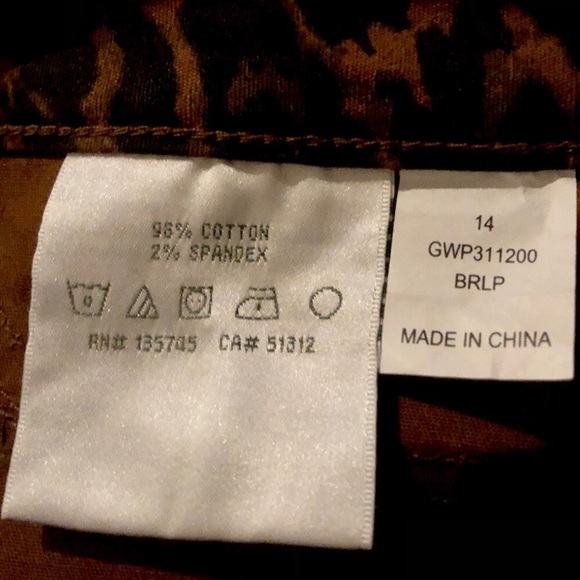 98% COTTON
2% SPANDEX
RN# 135745 CA# 51312
14
GWP311200
BRLP
MADE IN CHINA